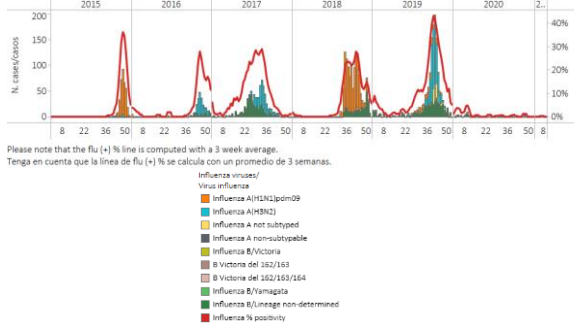 2015 2016 2017 2018 2019 2020 2..
200 150 100 50 0
N. cases/casos
40% 30% 20% 10% 0%
8 22 36 50 8 22 36 50 8 22 36 50 8 22 36 50 8 22 36 50 8 22 36 50 8
Please note that the flu (+) % line is computed with a 3 week average.
Tenga en cuenta que la línea de flu (+) % se calcula con un promedio de 3 semanas.
Influenza viruses/
Virus influenza
Influenza A(H1N1)pdm09
Influenza A(H3N2)
Influenza A not subtyped
Influenza A non-subtypable
Influenza B/Victoria
B Victoria del 162/163
B Victoria del 162/163/164
Influenza B/Yamagata
Influenza B/Lineage non-determined
Influenza % positivity